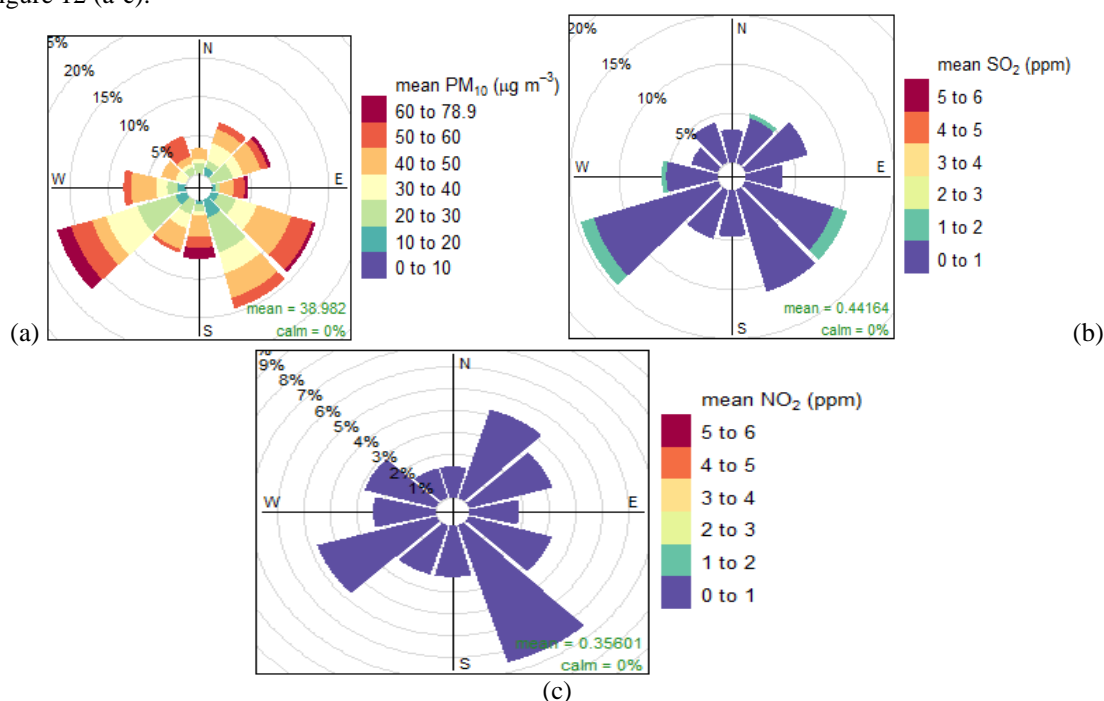 5%
20%
15%
10%
5%
N
W
E
S
mean = 38.982
calm = 0%
mean PM₁₀ (μg m⁻³)
60 to 78.9
50 to 60
40 to 50
30 to 40
20 to 30
10 to 20
0 to 10
(a)
20%
15%
10%
5%
N
W
E
S
mean = 0.44164
calm = 0%
mean SO₂ (ppm)
5 to 6
4 to 5
3 to 4
2 to 3
1 to 2
0 to 1
(b)
9%
8%
7%
6%
5%
4%
3%
2%
1%
N
W
E
S
mean = 0.35601
calm = 0%
mean NO₂ (ppm)
5 to 6
4 to 5
3 to 4
2 to 3
1 to 2
0 to 1
(c)